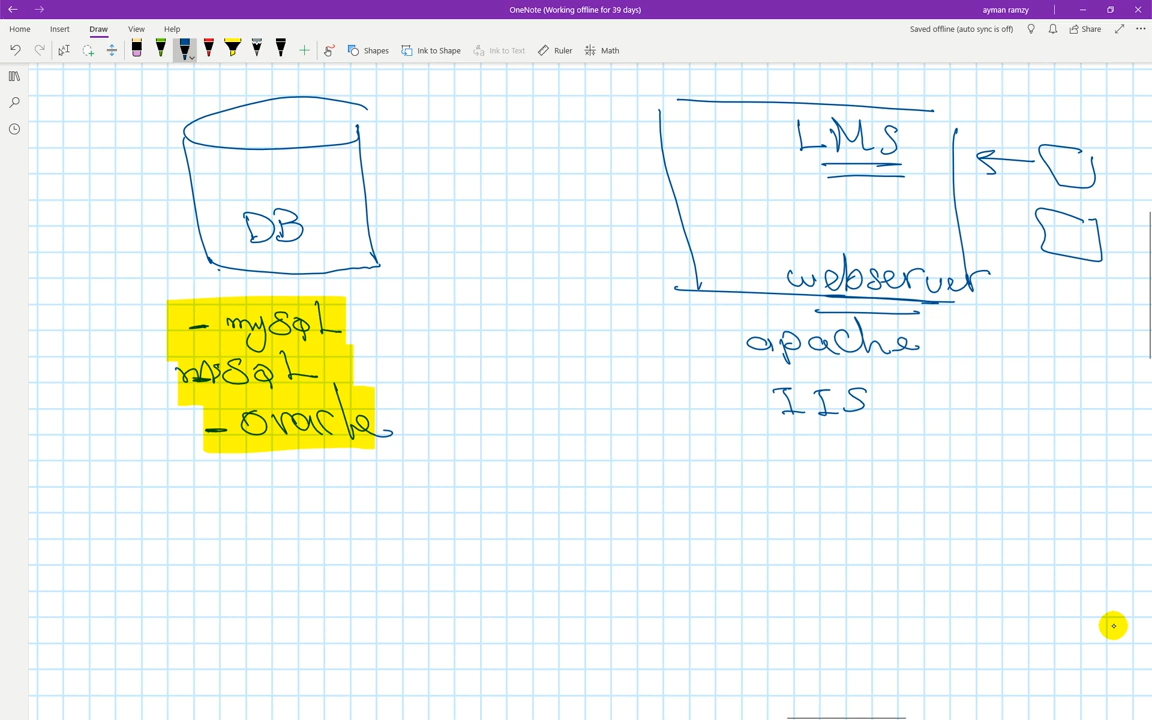 OneNote (Working offline for 39 days)
ayman ramzy
Home Insert Draw View Help
Saved offline (auto sync is off)
Share
Shapes
Ink to Shape
Ink to Text
Ruler
Math
DB
- mySqL
MSSqL
- oracle
LMS
webserver
apache
IIS